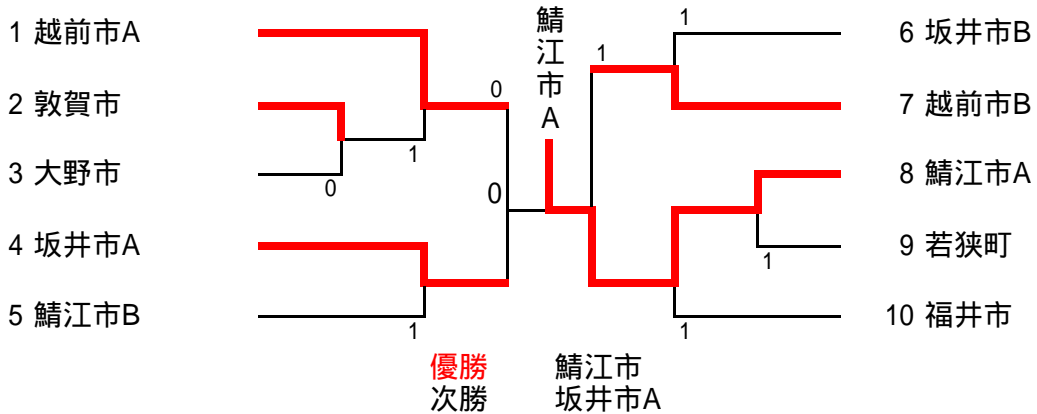 1 越前市A
2 敦賀市
3 大野市
4 坂井市A
5 鯖江市B
0
1
0
0
1
鯖江市A
1
1
1
1
6 坂井市B
7 越前市B
8 鯖江市A
9 若狭町
10 福井市
優勝 鯖江市
次勝 坂井市A